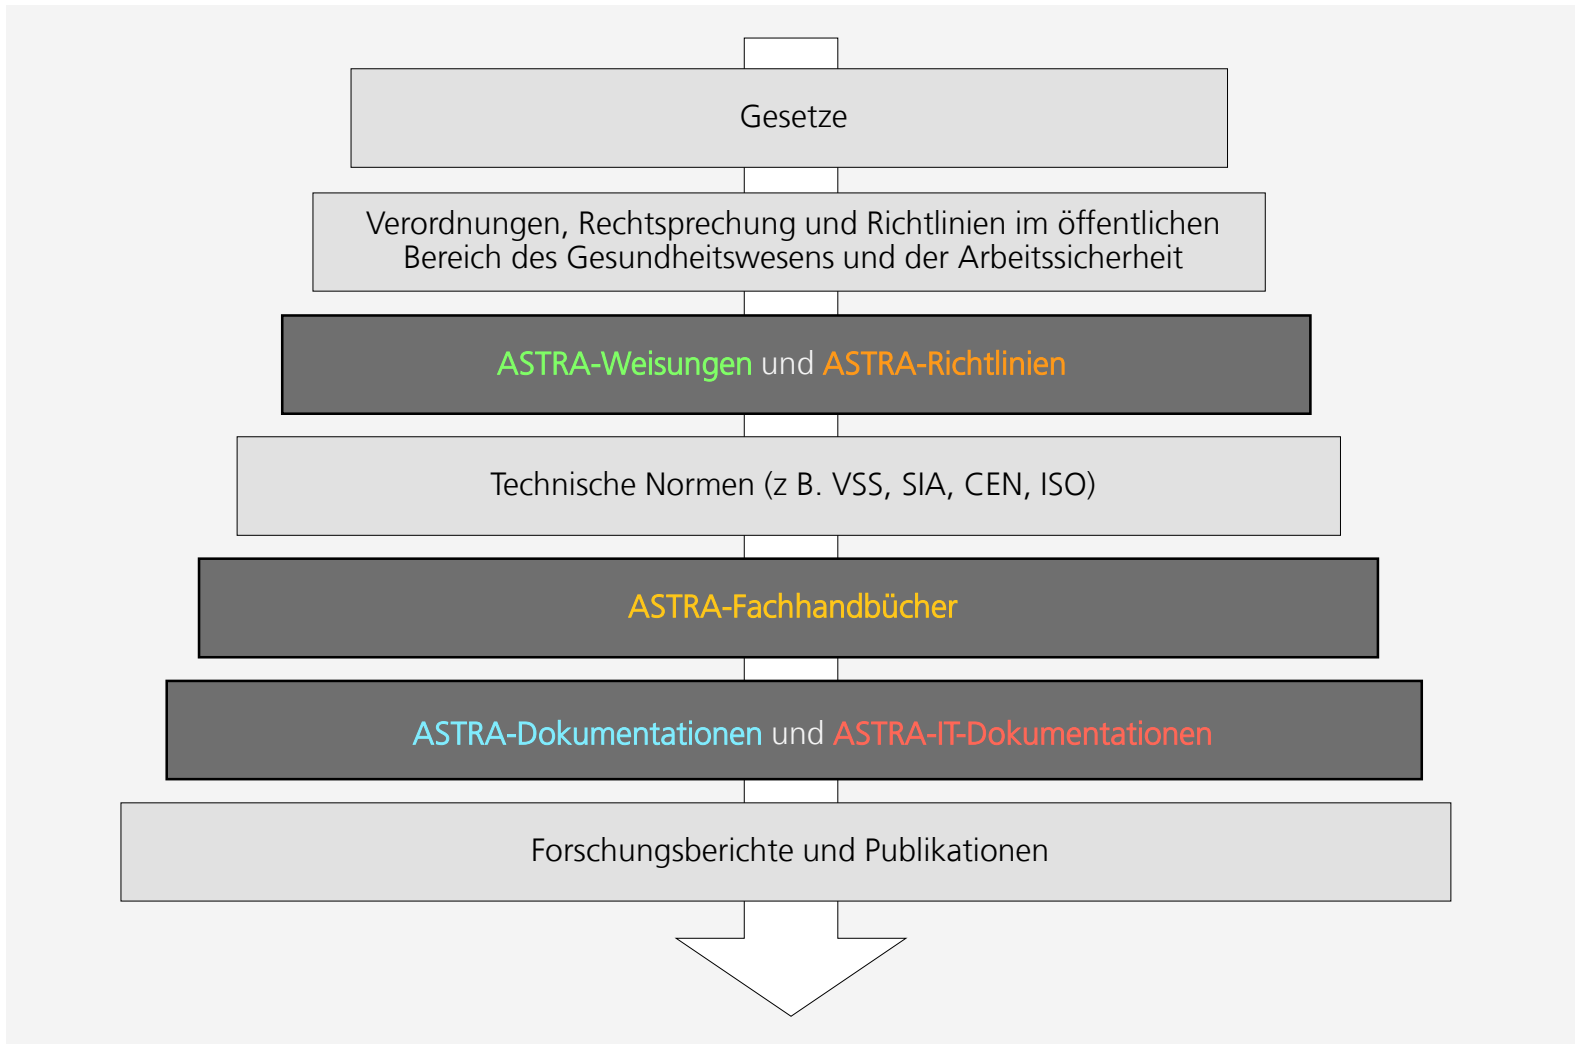 Gesetze
Verordnungen, Rechtsprechung und Richtlinien im öffentlichen
Bereich des Gesundheitswesens und der Arbeitssicherheit
ASTRA-Weisungen und ASTRA-Richtlinien
Technische Normen (z B. VSS, SIA, CEN, ISO)
ASTRA-Fachhandbücher
ASTRA-Dokumentationen und ASTRA-IT-Dokumentationen
Forschungsberichte und Publikationen